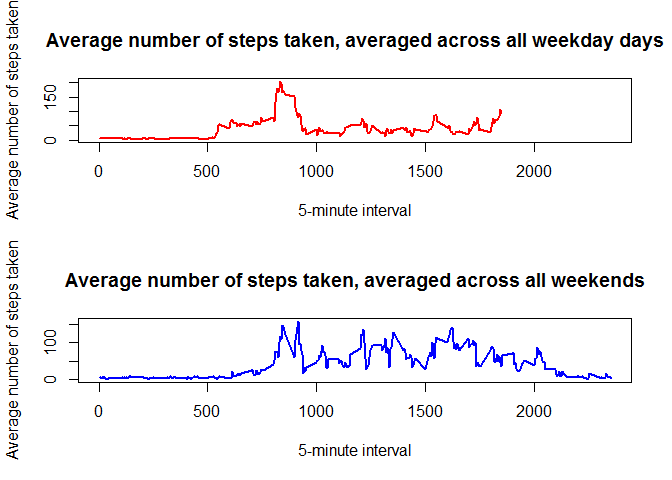 Average number of steps taken, averaged across all weekday days
Average number of steps taken
150
0
0 500 1000 1500 2000
5-minute interval
Average number of steps taken, averaged across all weekends
Average number of steps taken
100
0
0 500 1000 1500 2000
5-minute interval